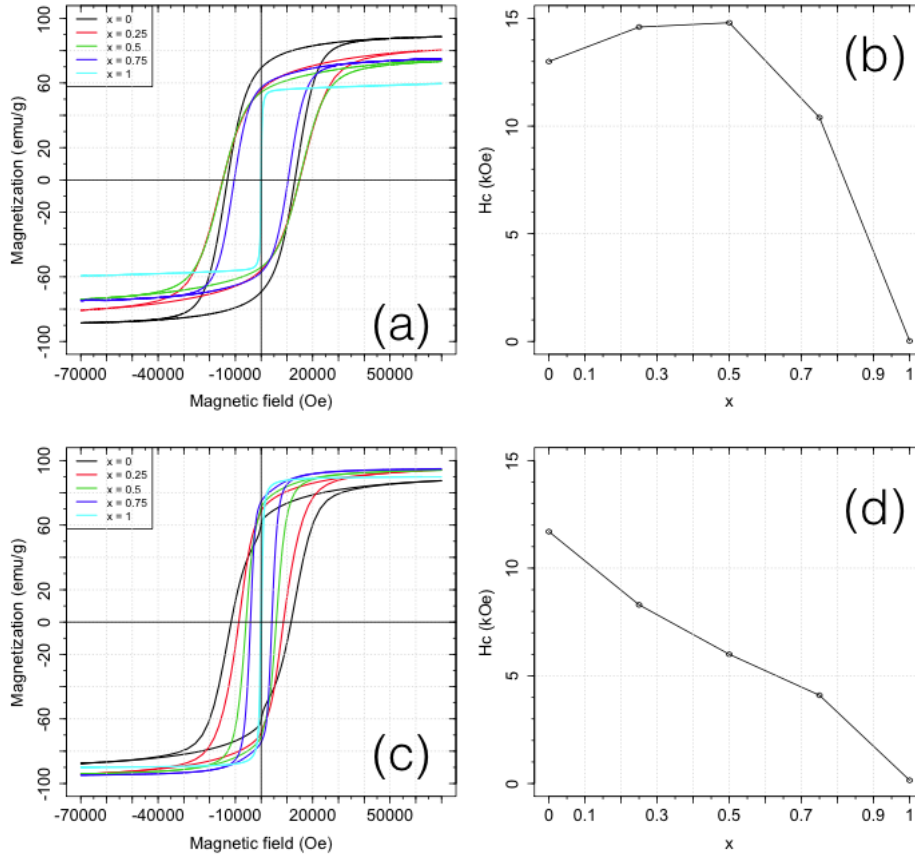 (a)
x = 0
x = 0.25
x = 0.5
x = 0.75
x = 1
Magnetization (emu/g)
100
60
20
0
-20
-60
-100
-70000 -40000 -10000 20000 50000
Magnetic field (Oe)
(b)
Hc (kOe)
15
10
5
0
0 0.1 0.3 0.5 0.7 0.9 1
x
(c)
x = 0
x = 0.25
x = 0.5
x = 0.75
x = 1
Magnetization (emu/g)
100
60
20
0
-20
-60
-100
-70000 -40000 -10000 20000 50000
Magnetic field (Oe)
(d)
Hc (kOe)
15
10
5
0
0 0.1 0.3 0.5 0.7 0.9 1
x